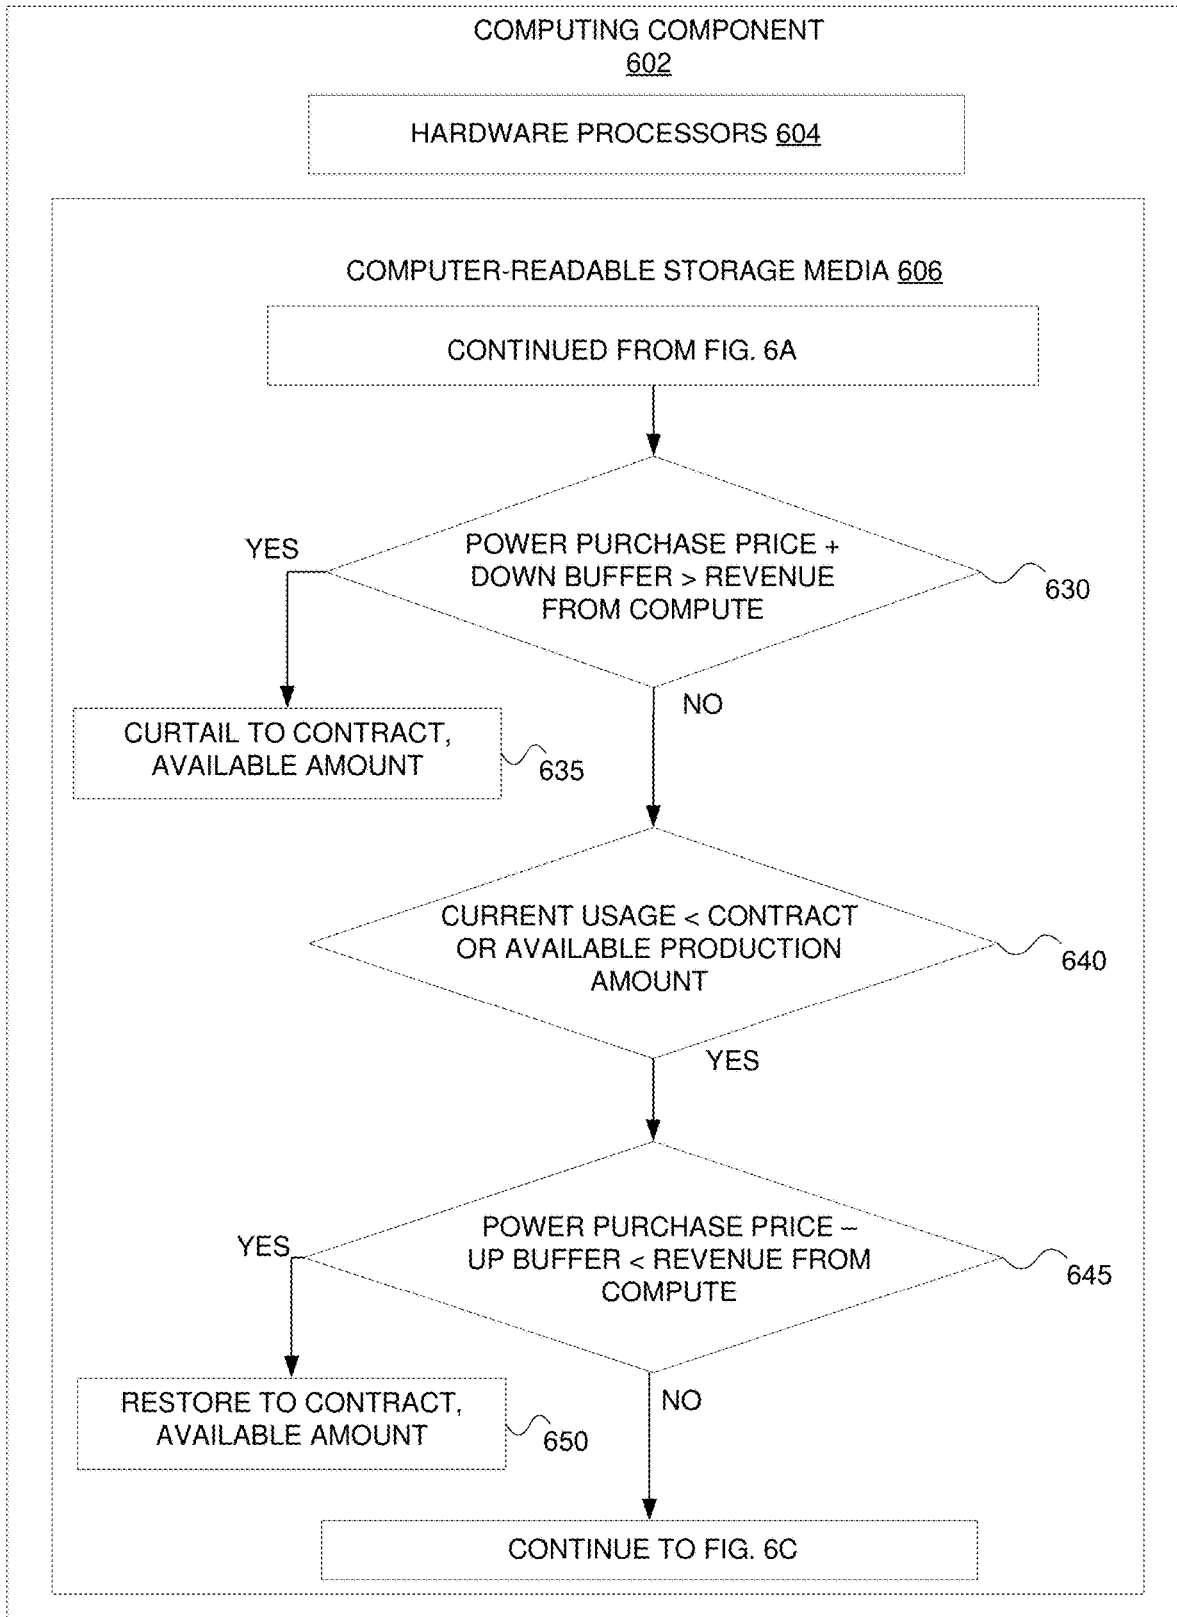 COMPUTING COMPONENT
602
HARDWARE PROCESSORS 604
COMPUTER-READABLE STORAGE MEDIA 606
CONTINUED FROM FIG. 6A
POWER PURCHASE PRICE +
DOWN BUFFER > REVENUE
FROM COMPUTE
630
YES
NO
CURTAIL TO CONTRACT,
AVAILABLE AMOUNT
635
CURRENT USAGE < CONTRACT
OR AVAILABLE PRODUCTION
AMOUNT
640
YES
POWER PURCHASE PRICE –
UP BUFFER < REVENUE FROM
COMPUTE
645
YES
NO
RESTORE TO CONTRACT,
AVAILABLE AMOUNT
650
CONTINUE TO FIG. 6C